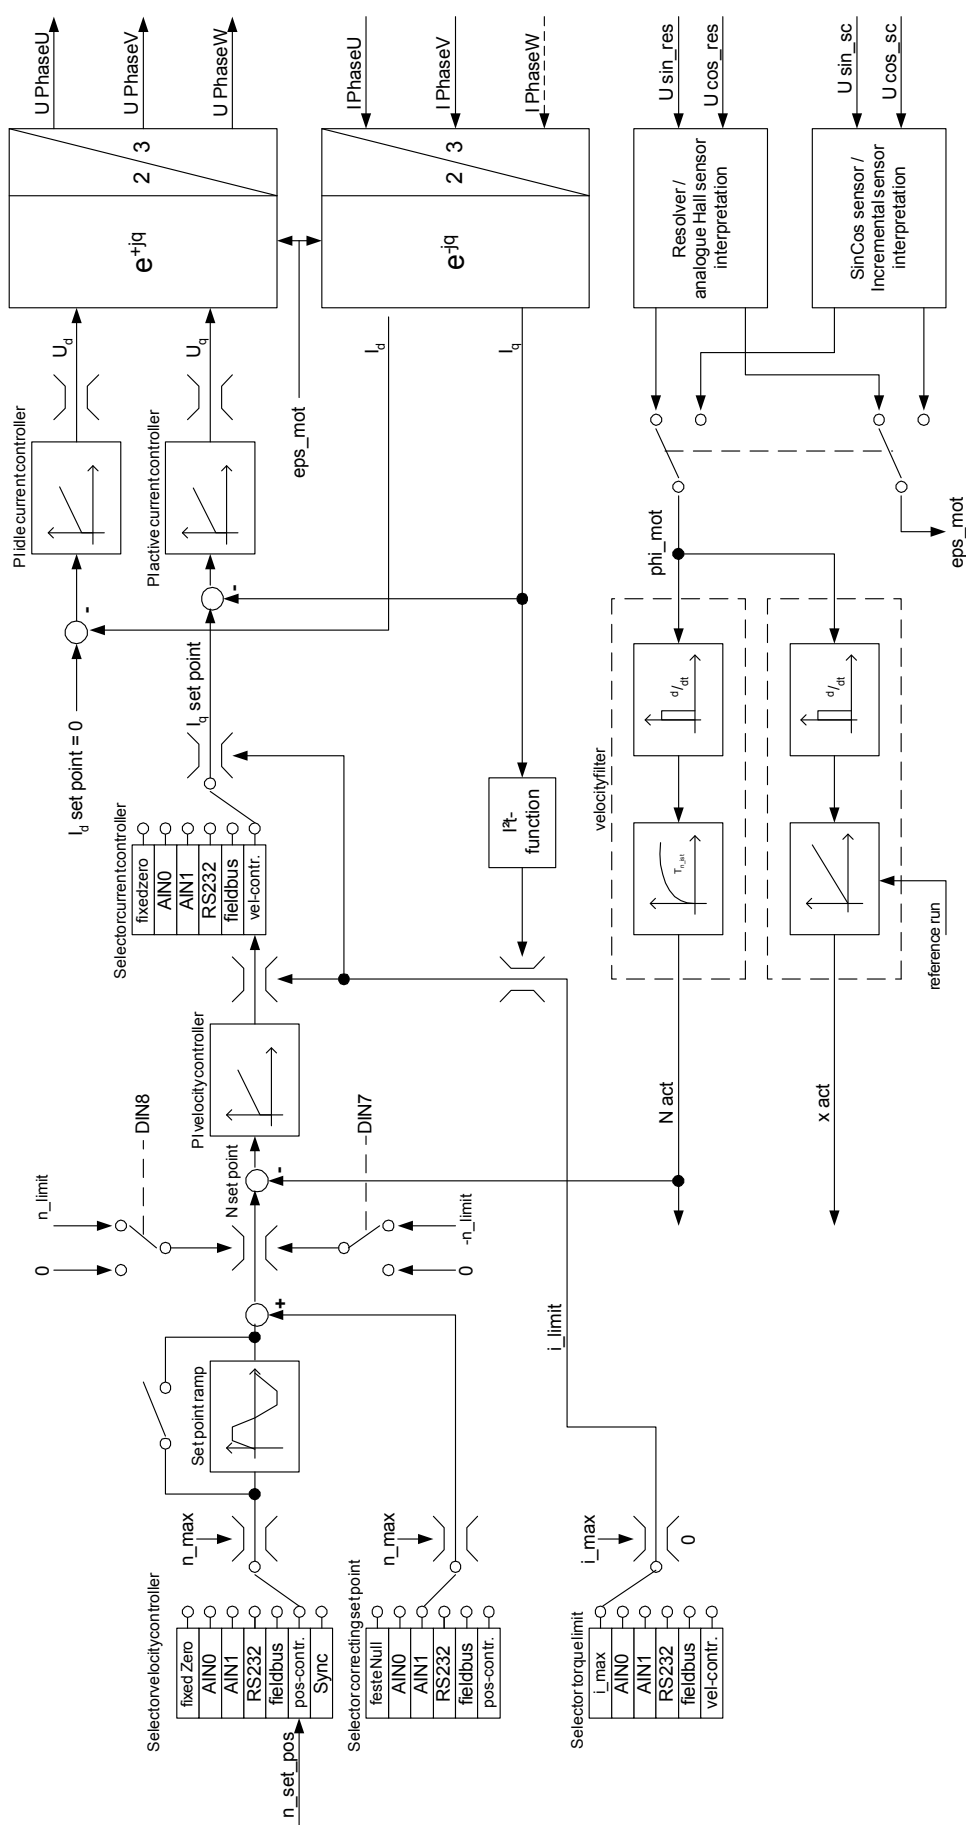 n_set_pos
Selector velocity controller
fixed Zero
AIN0
AIN1
RS232
fieldbus
pos-contr.
Sync
n_max
Set point ramp
+
0
n_limit
DIN8
N set point
-
DIN7
0
-n_limit
PI velocity controller
Selector current controller
fixed zero
AIN0
AIN1
RS232
fieldbus
vel-contr.
Id set point = 0
-
PI idle current controller
Ud
Iq set point
-
PI active current controller
Uq
e+jq
2
3
U PhaseU
U PhaseV
U PhaseW
eps_mot
Id
Iq
e-jq
2
3
I PhaseU
I PhaseV
I PhaseW
Selector correcting set point
festeNull
AIN0
AIN1
RS232
fieldbus
pos-contr.
n_max
I²t-
function
Selector torque limit
i_max
AIN0
AIN1
RS232
fieldbus
vel-contr.
i_max
0
i_limit
N act
velocity filter
Tn_ist
d/dt
phi_mot
x act
reference run
d/dt
Resolver /
analogue Hall sensor
interpretation
U sin_res
U cos_res
SinCos sensor /
Incremental sensor
interpretation
U sin_sc
U cos_sc
eps_mot